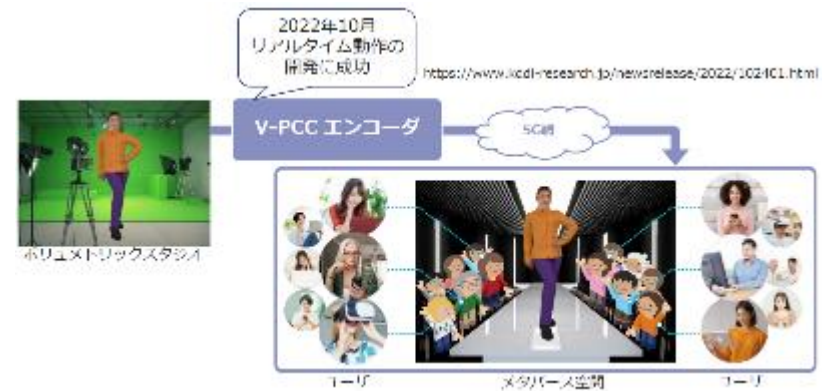 2022年10月
リアルタイム動作の
開発に成功
https://www.kddi-research.jp/newsrelease/2022/102401.html
V-PCC エンコーダ
5G網
ボリュメトリックスタジオ
ユーザ
メタバース空間
ユーザ